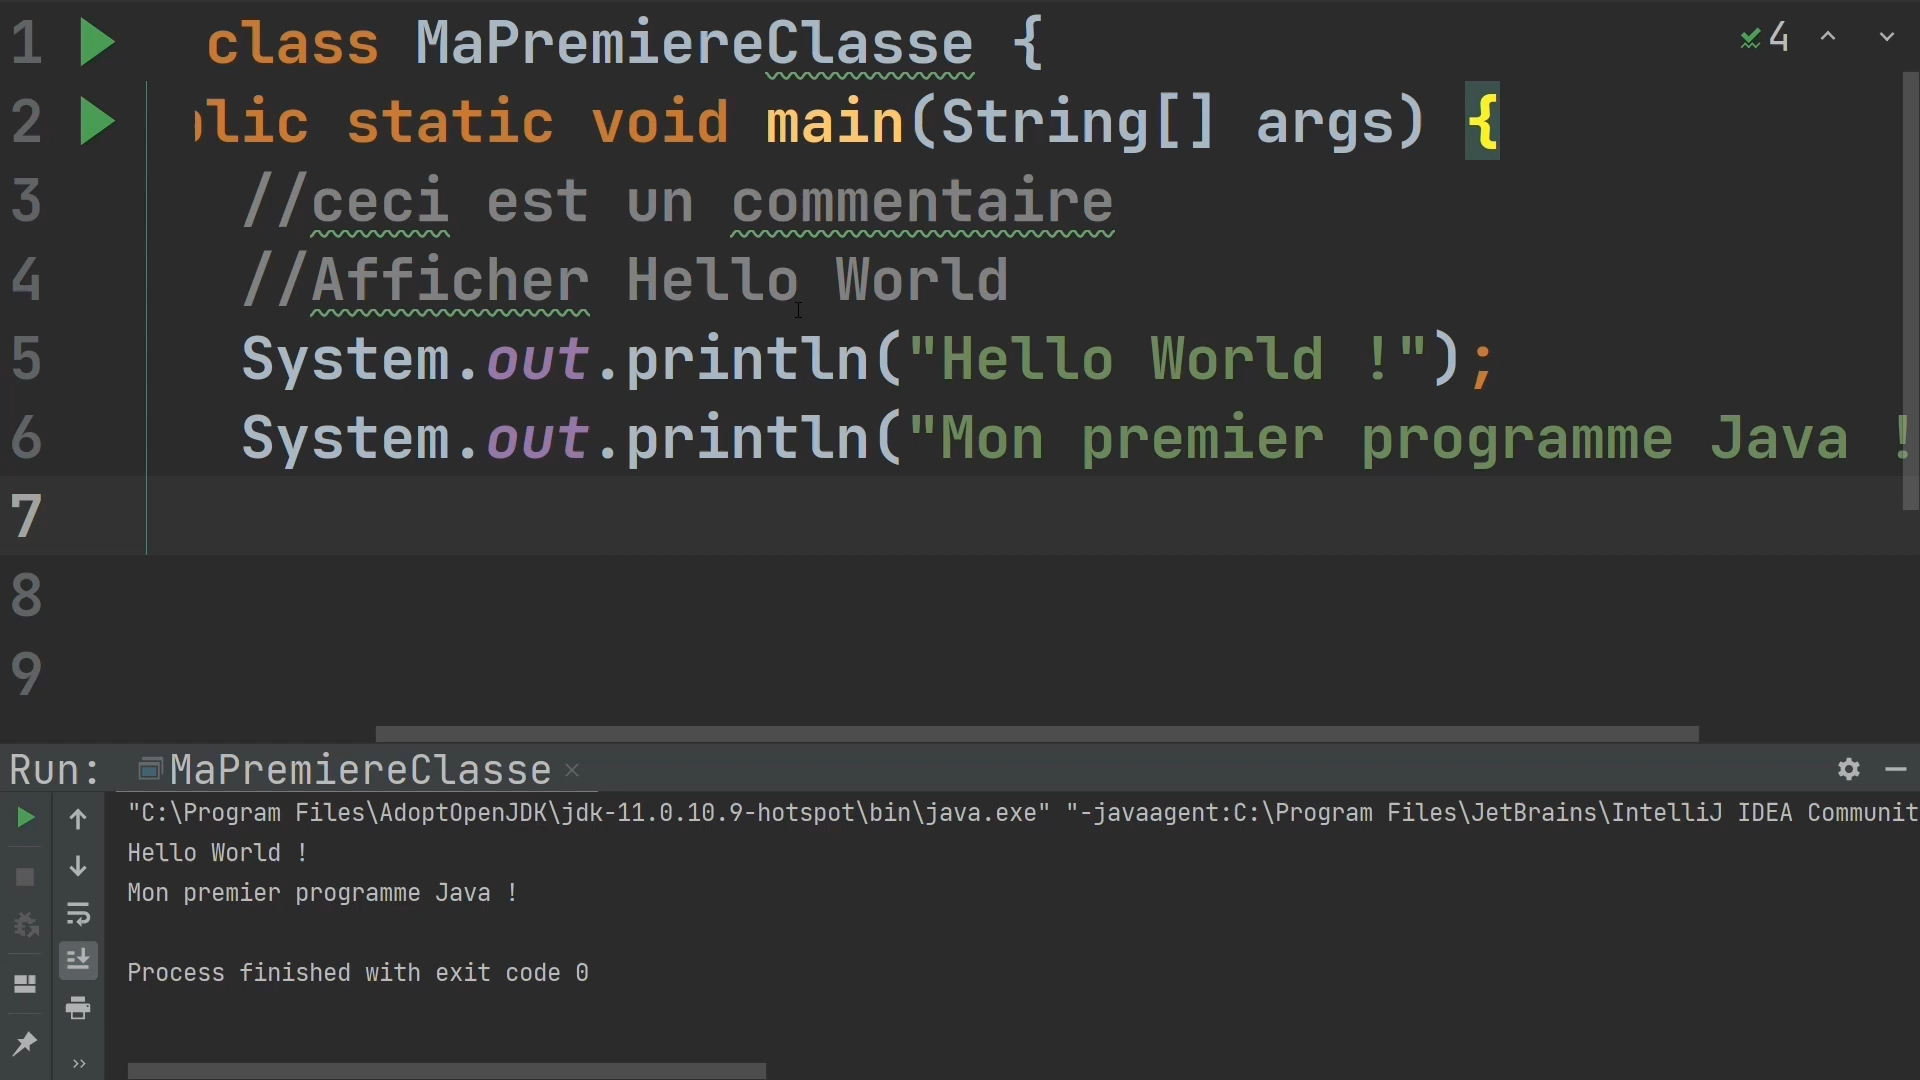 1 class MaPremiereClasse { 4
2 lic static void main(String[] args) {
3 //ceci est un commentaire
4 //Afficher Hello World
5 System.out.println("Hello World !");
6 System.out.println("Mon premier programme Java !
7
8
9
Run: MaPremiereClasse
"C:\Program Files\AdoptOpenJDK\jdk-11.0.10.9-hotspot\bin\java.exe" "-javaagent:C:\Program Files\JetBrains\IntelliJ IDEA Communit
Hello World !
Mon premier programme Java !
Process finished with exit code 0